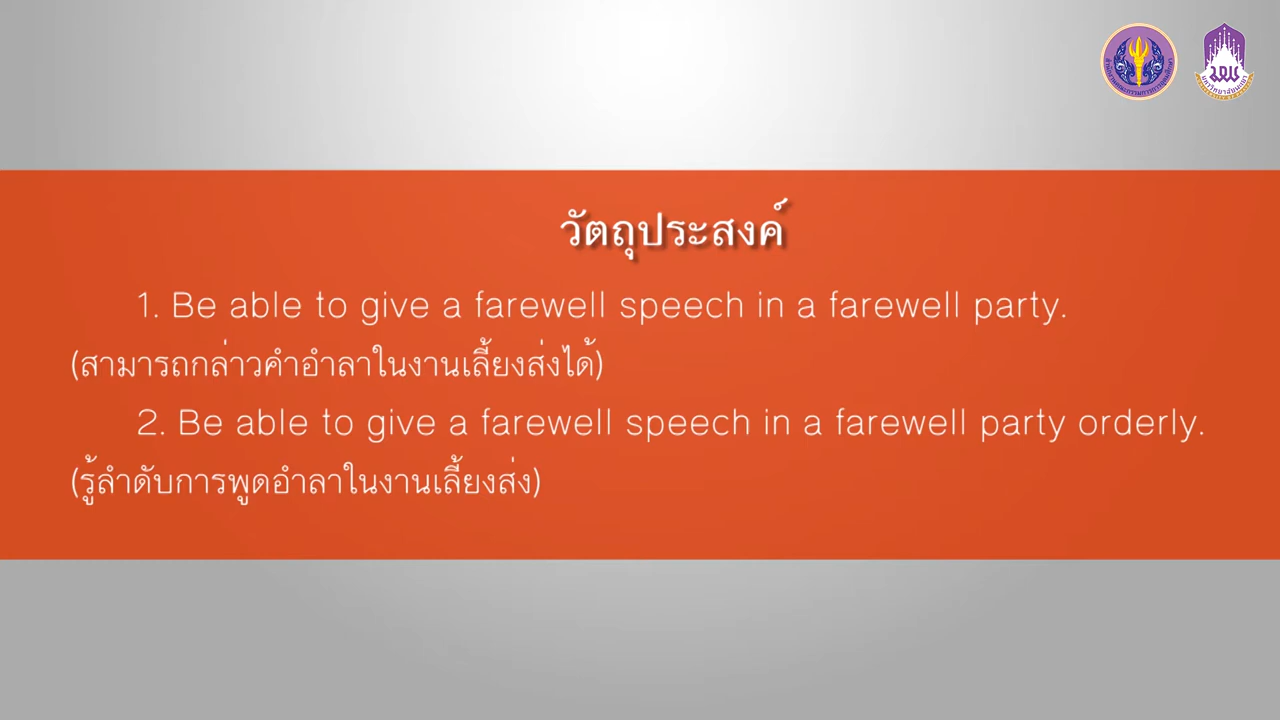 วัตถุประสงค์
1. Be able to give a farewell speech in a farewell party.
(สามารถกล่าวคำอำลาในงานเลี้ยงส่งได้)
2. Be able to give a farewell speech in a farewell party orderly.
(รู้ลำดับการพูดอำลาในงานเลี้ยงส่ง)